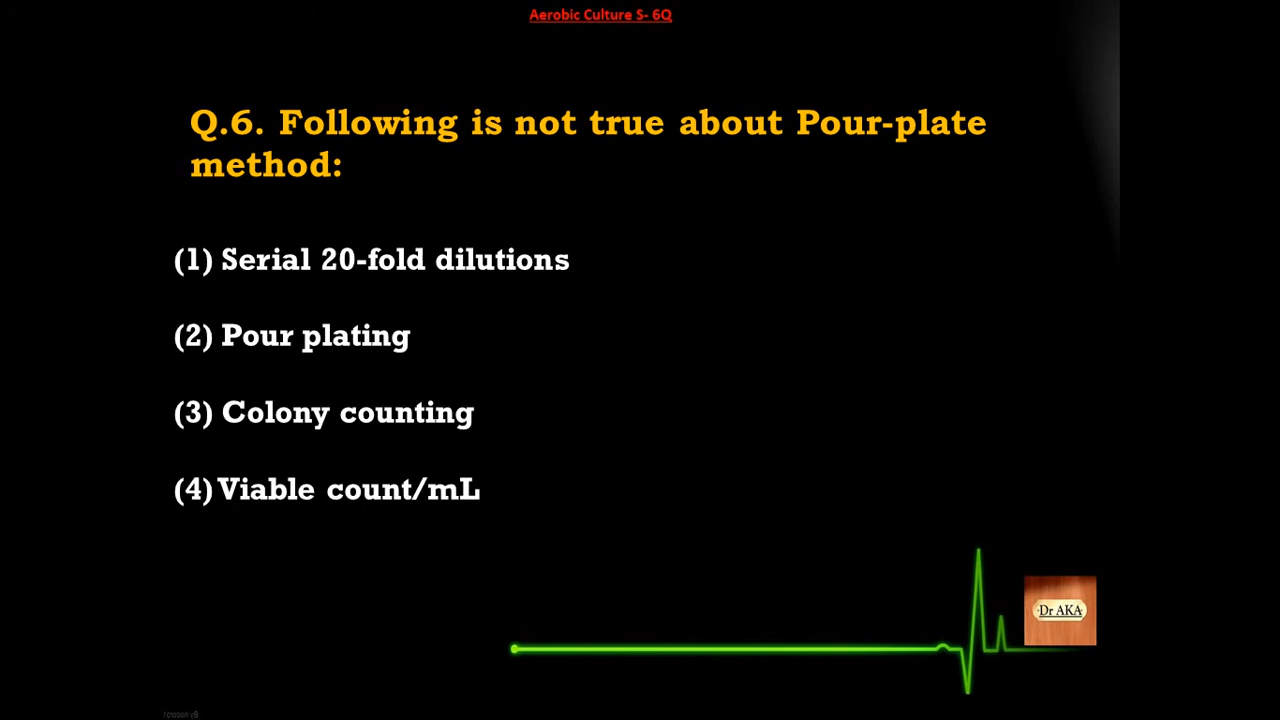 Aerobic Culture S- 6Q
Q.6. Following is not true about Pour-plate
method:
(1) Serial 20-fold dilutions
(2) Pour plating
(3) Colony counting
(4) Viable count/mL
Dr AKA